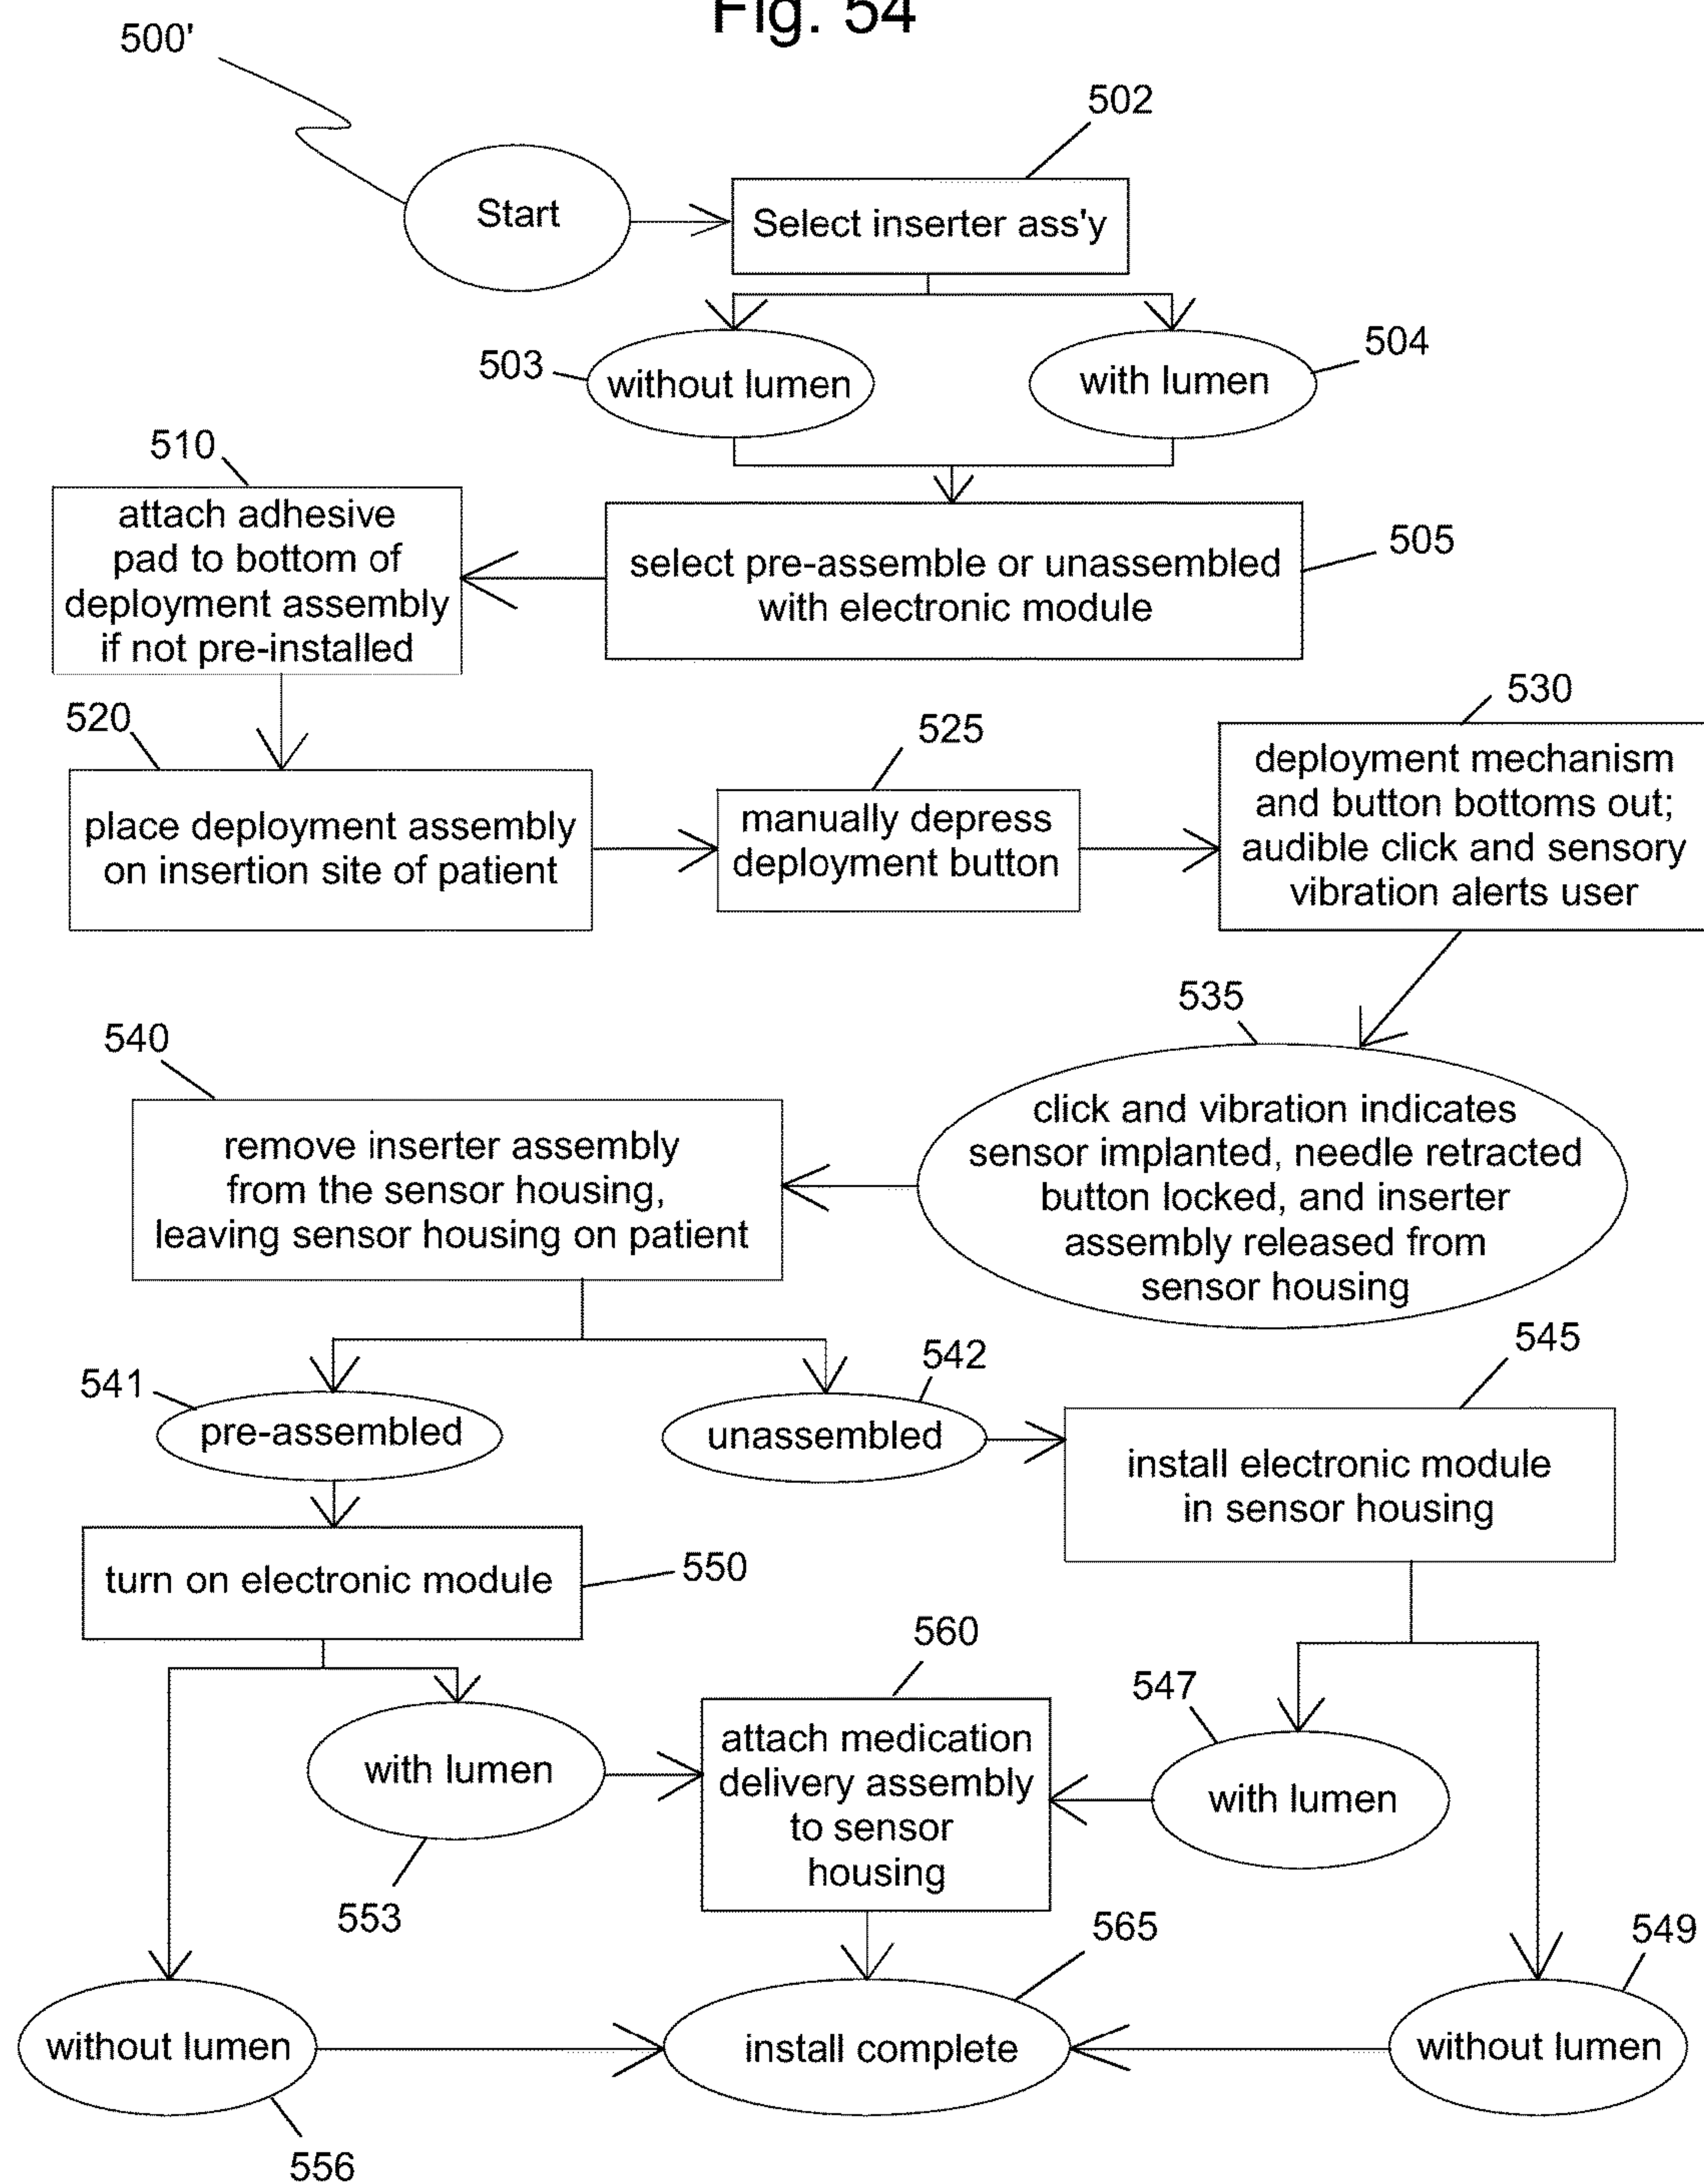 Fig. 54
500'
502
Start
Select inserter ass'y
503
without lumen
with lumen
504
510
attach adhesive
pad to bottom of
deployment assembly
if not pre-installed
select pre-assemble or unassembled
with electronic module
505
520
place deployment assembly
on insertion site of patient
525
manually depress
deployment button
530
deployment mechanism
and button bottoms out;
audible click and sensory
vibration alerts user
535
click and vibration indicates
sensor implanted, needle retracted
button locked, and inserter
assembly released from
sensor housing
540
remove inserter assembly
from the sensor housing,
leaving sensor housing on patient
541
pre-assembled
542
unassembled
545
install electronic module
in sensor housing
turn on electronic module
550
560
attach medication
delivery assembly
to sensor
housing
with lumen
553
547
with lumen
565
549
without lumen
install complete
without lumen
556